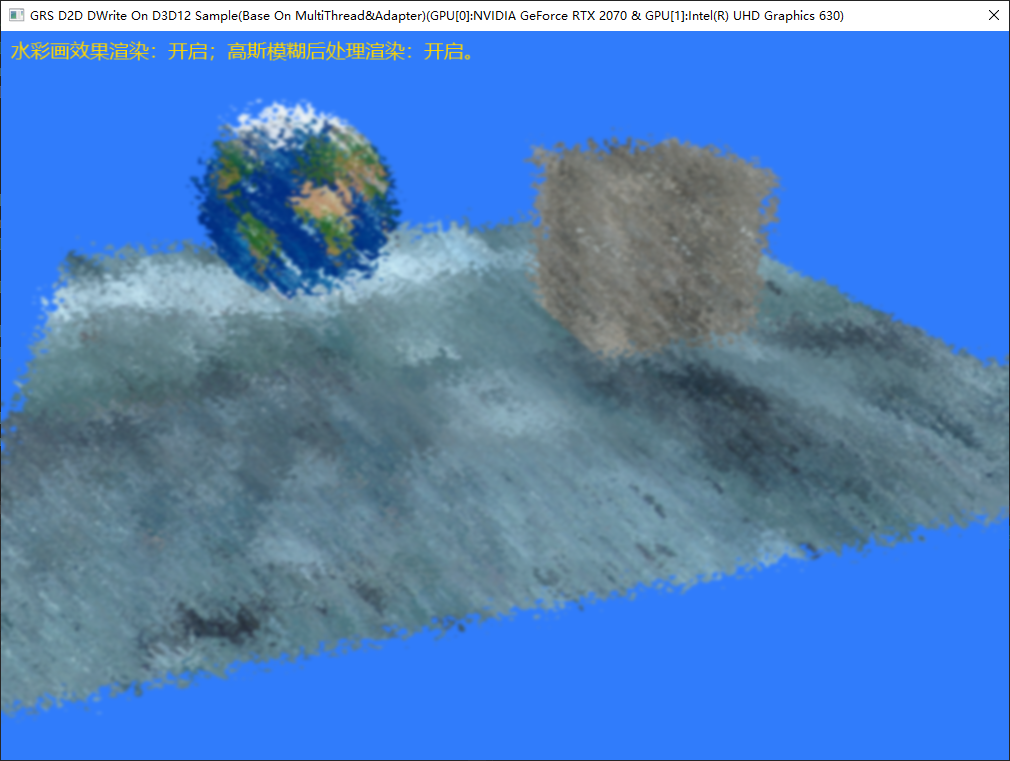 GRS D2D DWrite On D3D12 Sample(Base On MultiThread&Adapter)(GPU[0]:NVIDIA GeForce RTX 2070 & GPU[1]:Intel(R) UHD Graphics 630)
水彩画效果渲染：开启；高斯模糊后处理渲染：开启。